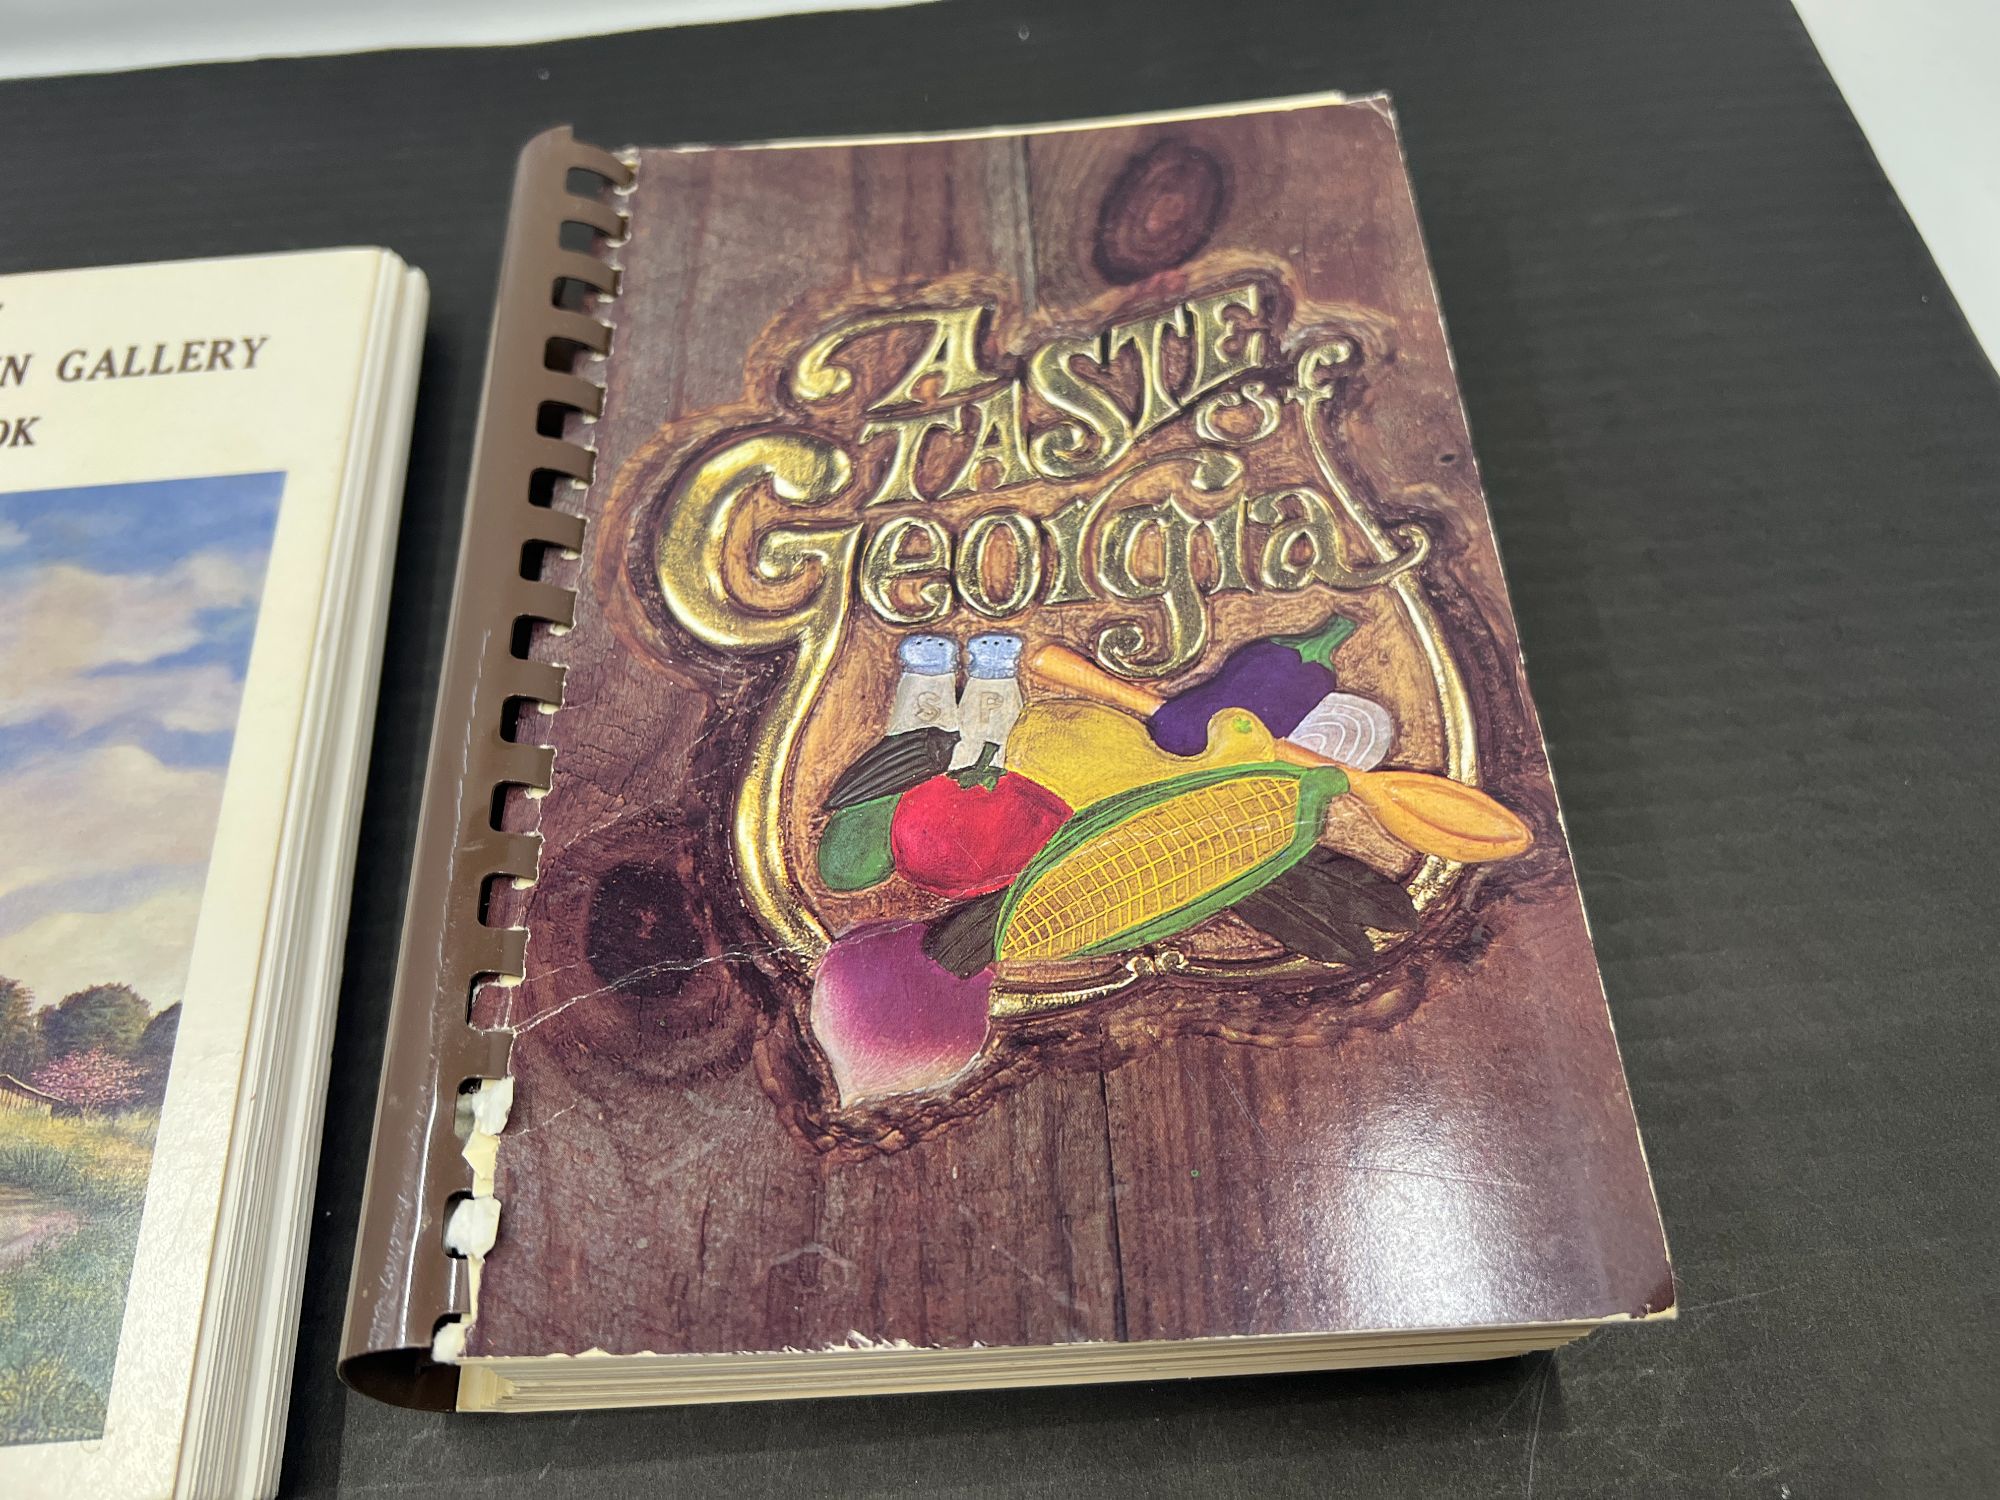 GALLERY
A
TASTE of
Georgia
S P